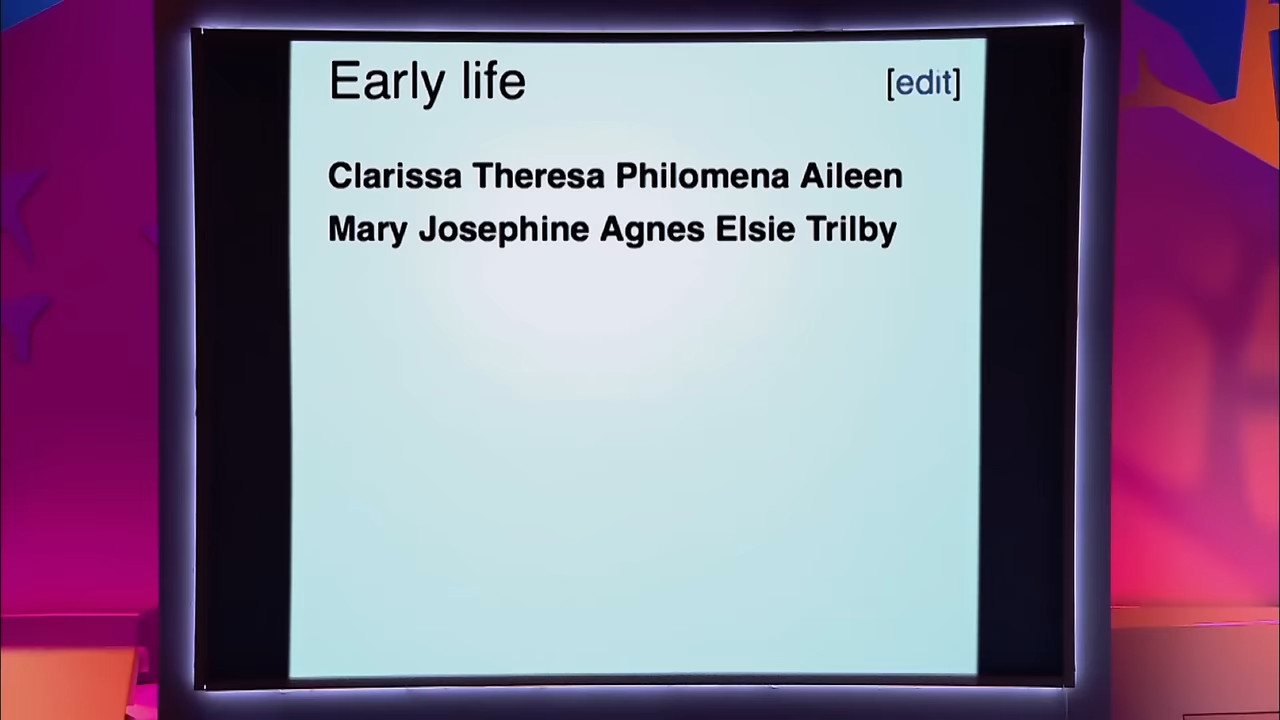 Early life [edit]
Clarissa Theresa Philomena Aileen
Mary Josephine Agnes Elsie Trilby